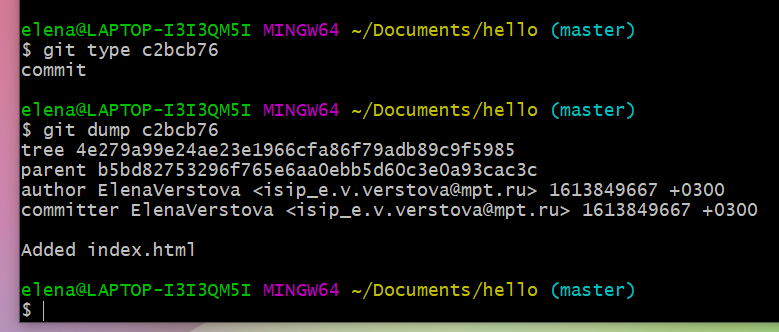 elena@LAPTOP-I3I3QM5I MINGW64 ~/Documents/hello (master)
$ git type c2bcb76
commit
elena@LAPTOP-I3I3QM5I MINGW64 ~/Documents/hello (master)
$ git dump c2bcb76
tree 4e279a99e24ae23e1966cfa86f79adb89c9f5985
parent b5bd82753296f765e6aa0ebb5d60c3e0a93cac3c
author ElenaVerstova <isip_e.v.verstova@mpt.ru> 1613849667 +0300
committer ElenaVerstova <isip_e.v.verstova@mpt.ru> 1613849667 +0300
Added index.html
elena@LAPTOP-I3I3QM5I MINGW64 ~/Documents/hello (master)
$